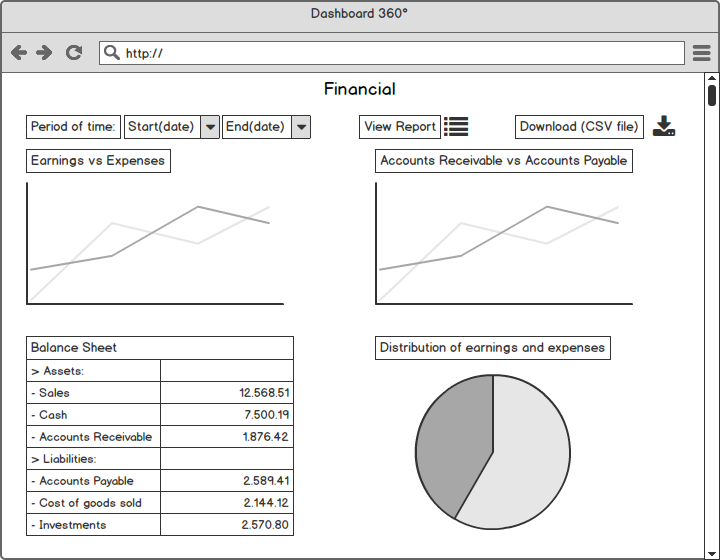 Dashboard 360°
http://
Financial
Period of time: Start(date) End(date) View Report Download (CSV file)
Earnings vs Expenses
Accounts Receivable vs Accounts Payable
Balance Sheet
> Assets:
- Sales 12.568.51
- Cash 7.500.19
- Accounts Receivable 1.876.42
> Liabilities:
- Accounts Payable 2.589.41
- Cost of goods sold 2.144.12
- Investments 2.570.80
Distribution of earnings and expenses